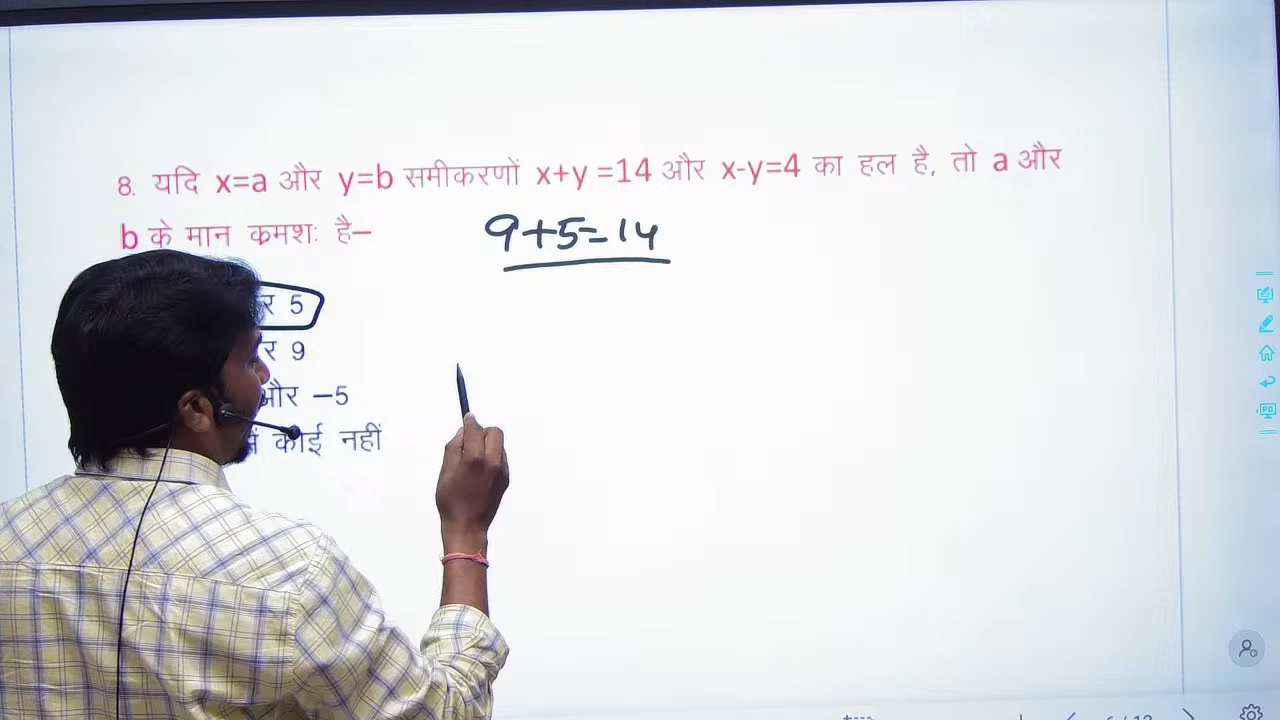 8. यदि x=a और y=b समीकरणों x+y =14 और x-y=4 का हल है, तो a और
b के मान कमशः है–
9+5=14
र 5
र 9
और –5
कोई नहीं